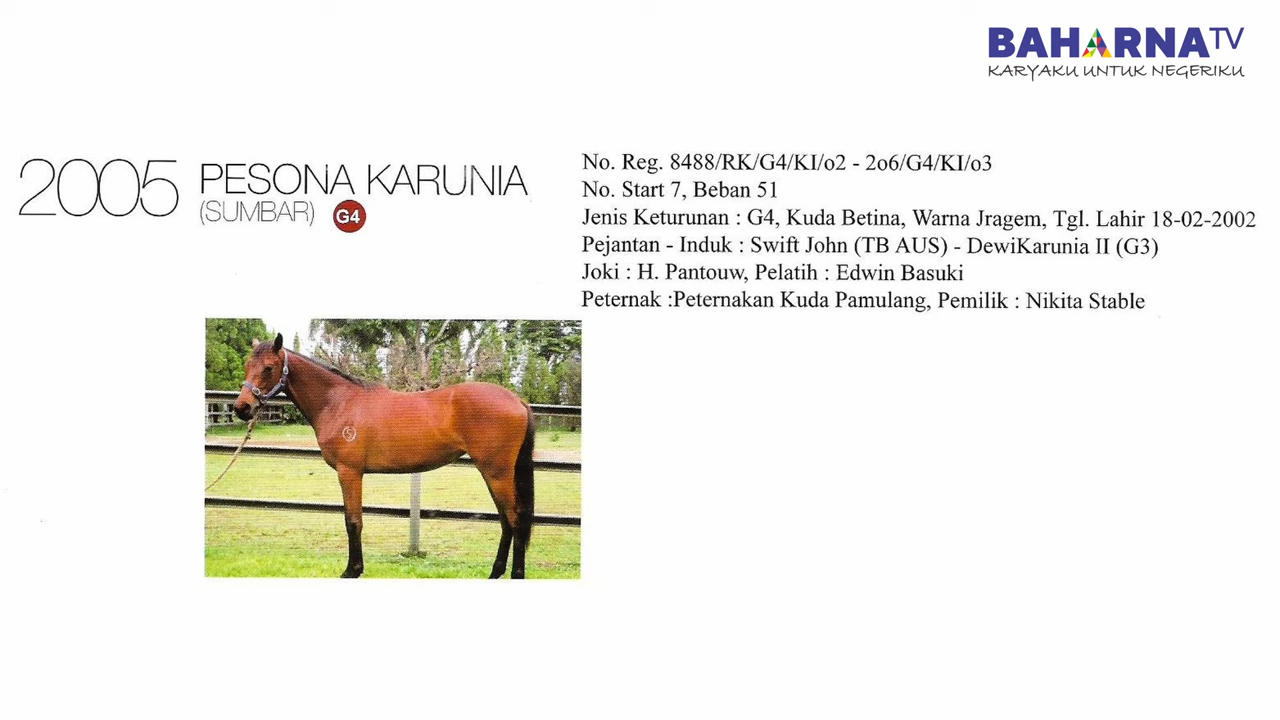 BAHARNATV
KARYAKU UNTUK NEGERIKU
2005 PESONA KARUNIA
(SUMBAR) G4
No. Reg. 8488/RK/G4/KI/o2 - 2o6/G4/KI/o3
No. Start 7, Beban 51
Jenis Keturunan : G4, Kuda Betina, Warna Jragem, Tgl. Lahir 18-02-2002
Pejantan - Induk : Swift John (TB AUS) - DewiKarunia II (G3)
Joki : H. Pantouw, Pelatih : Edwin Basuki
Peternak :Peternakan Kuda Pamulang, Pemilik : Nikita Stable